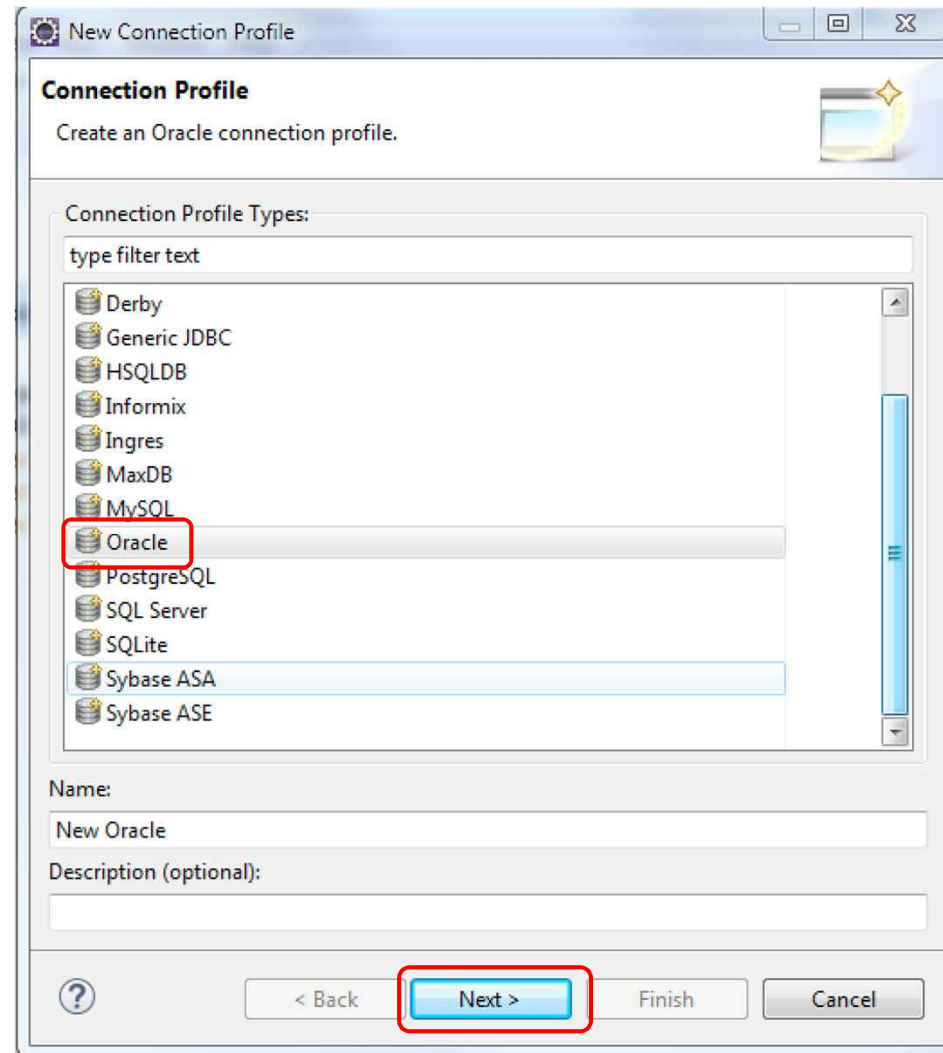 New Connection Profile
Connection Profile
Create an Oracle connection profile.
Connection Profile Types:
type filter text
Derby
Generic JDBC
HSQLDB
Informix
Ingres
MaxDB
MySQL
Oracle
PostgreSQL
SQL Server
SQLite
Sybase ASA
Sybase ASE
Name:
New Oracle
Description (optional):
? < Back Next > Finish Cancel